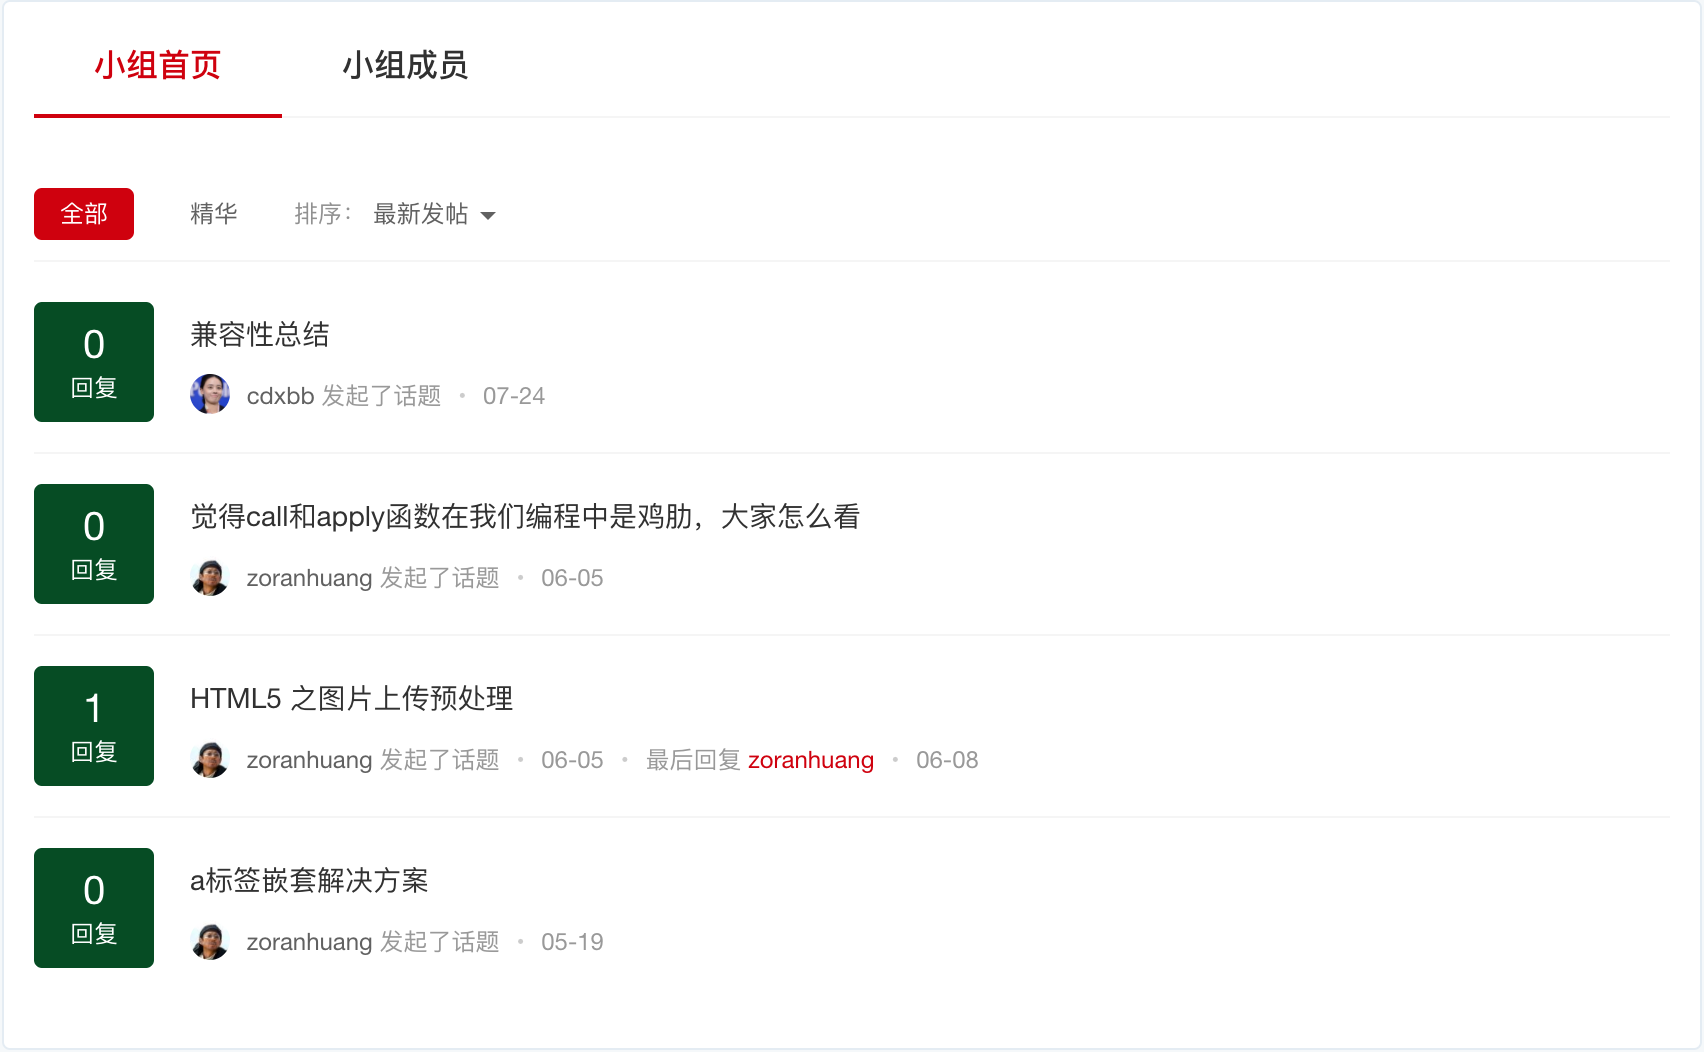 小组首页 小组成员
全部 精华 排序: 最新发帖
0
回复
兼容性总结
cdxbb 发起了话题 • 07-24
0
回复
觉得call和apply函数在我们编程中是鸡肋，大家怎么看
zoranhuang 发起了话题 • 06-05
1
回复
HTML5 之图片上传预处理
zoranhuang 发起了话题 • 06-05 • 最后回复 zoranhuang • 06-08
0
回复
a标签嵌套解决方案
zoranhuang 发起了话题 • 05-19